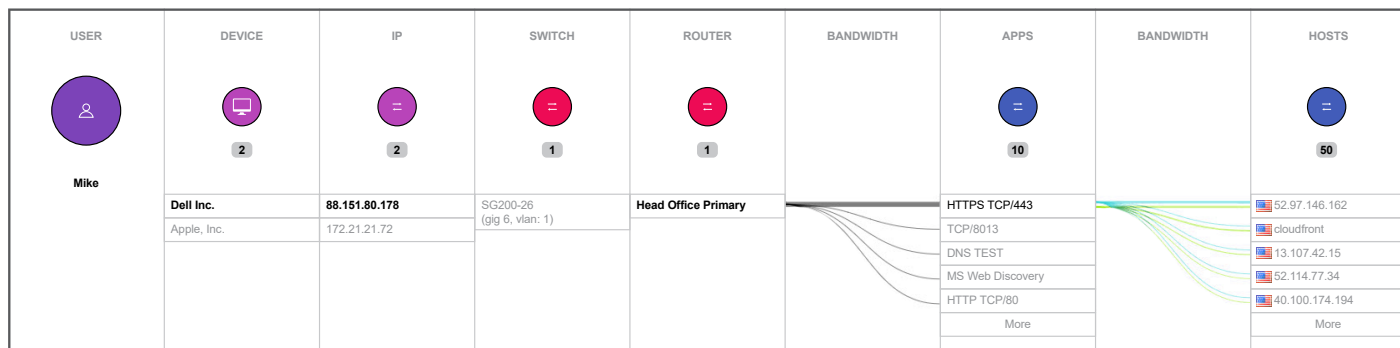 USER DEVICE IP SWITCH ROUTER BANDWIDTH APPS BANDWIDTH HOSTS
2 2 1 1 10 50
Mike
Dell Inc. 88.151.80.178 SG200-26 Head Office Primary HTTPS TCP/443 52.97.146.162
(gig 6, vlan: 1)
Apple, Inc. 172.21.21.72 TCP/8013 cloudfront
DNS TEST 13.107.42.15
MS Web Discovery 52.114.77.34
HTTP TCP/80 40.100.174.194
More More